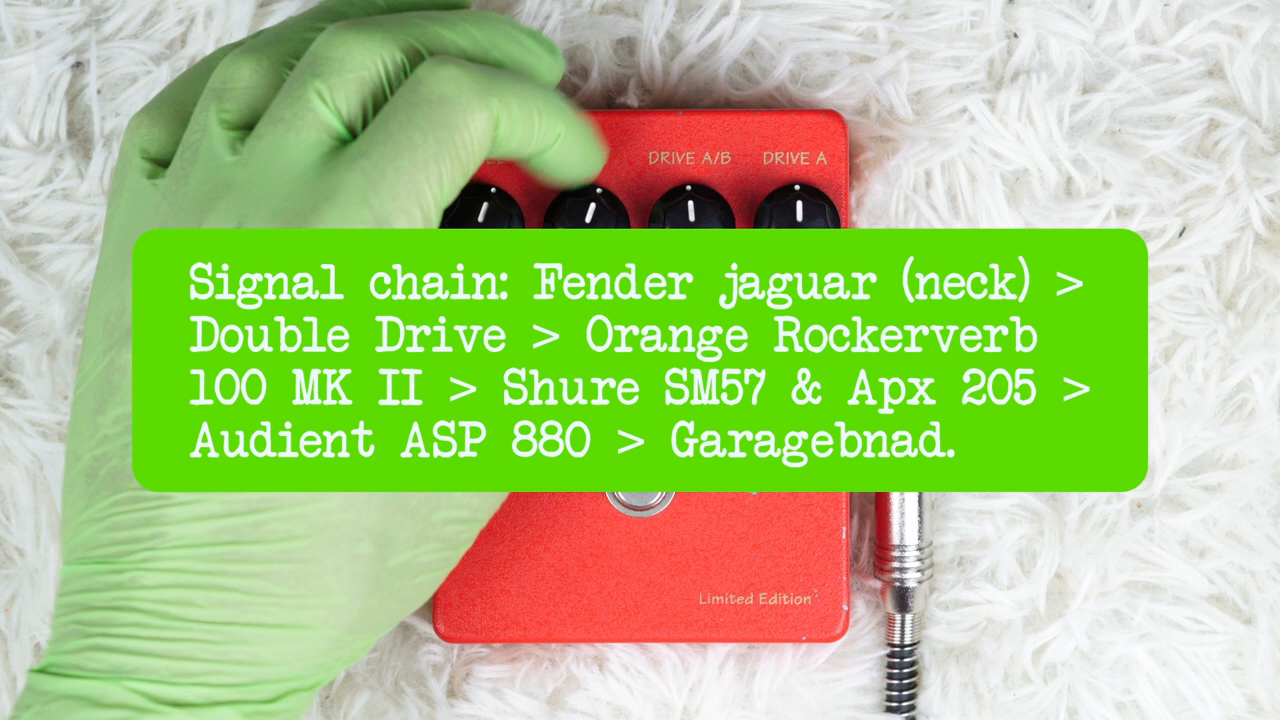 DRIVE A/B DRIVE A
Signal chain: Fender jaguar (neck) >
Double Drive > Orange Rockerverb
100 MK II > Shure SM57 & Apx 205 >
Audient ASP 880 > Garagebnad.
Limited Edition